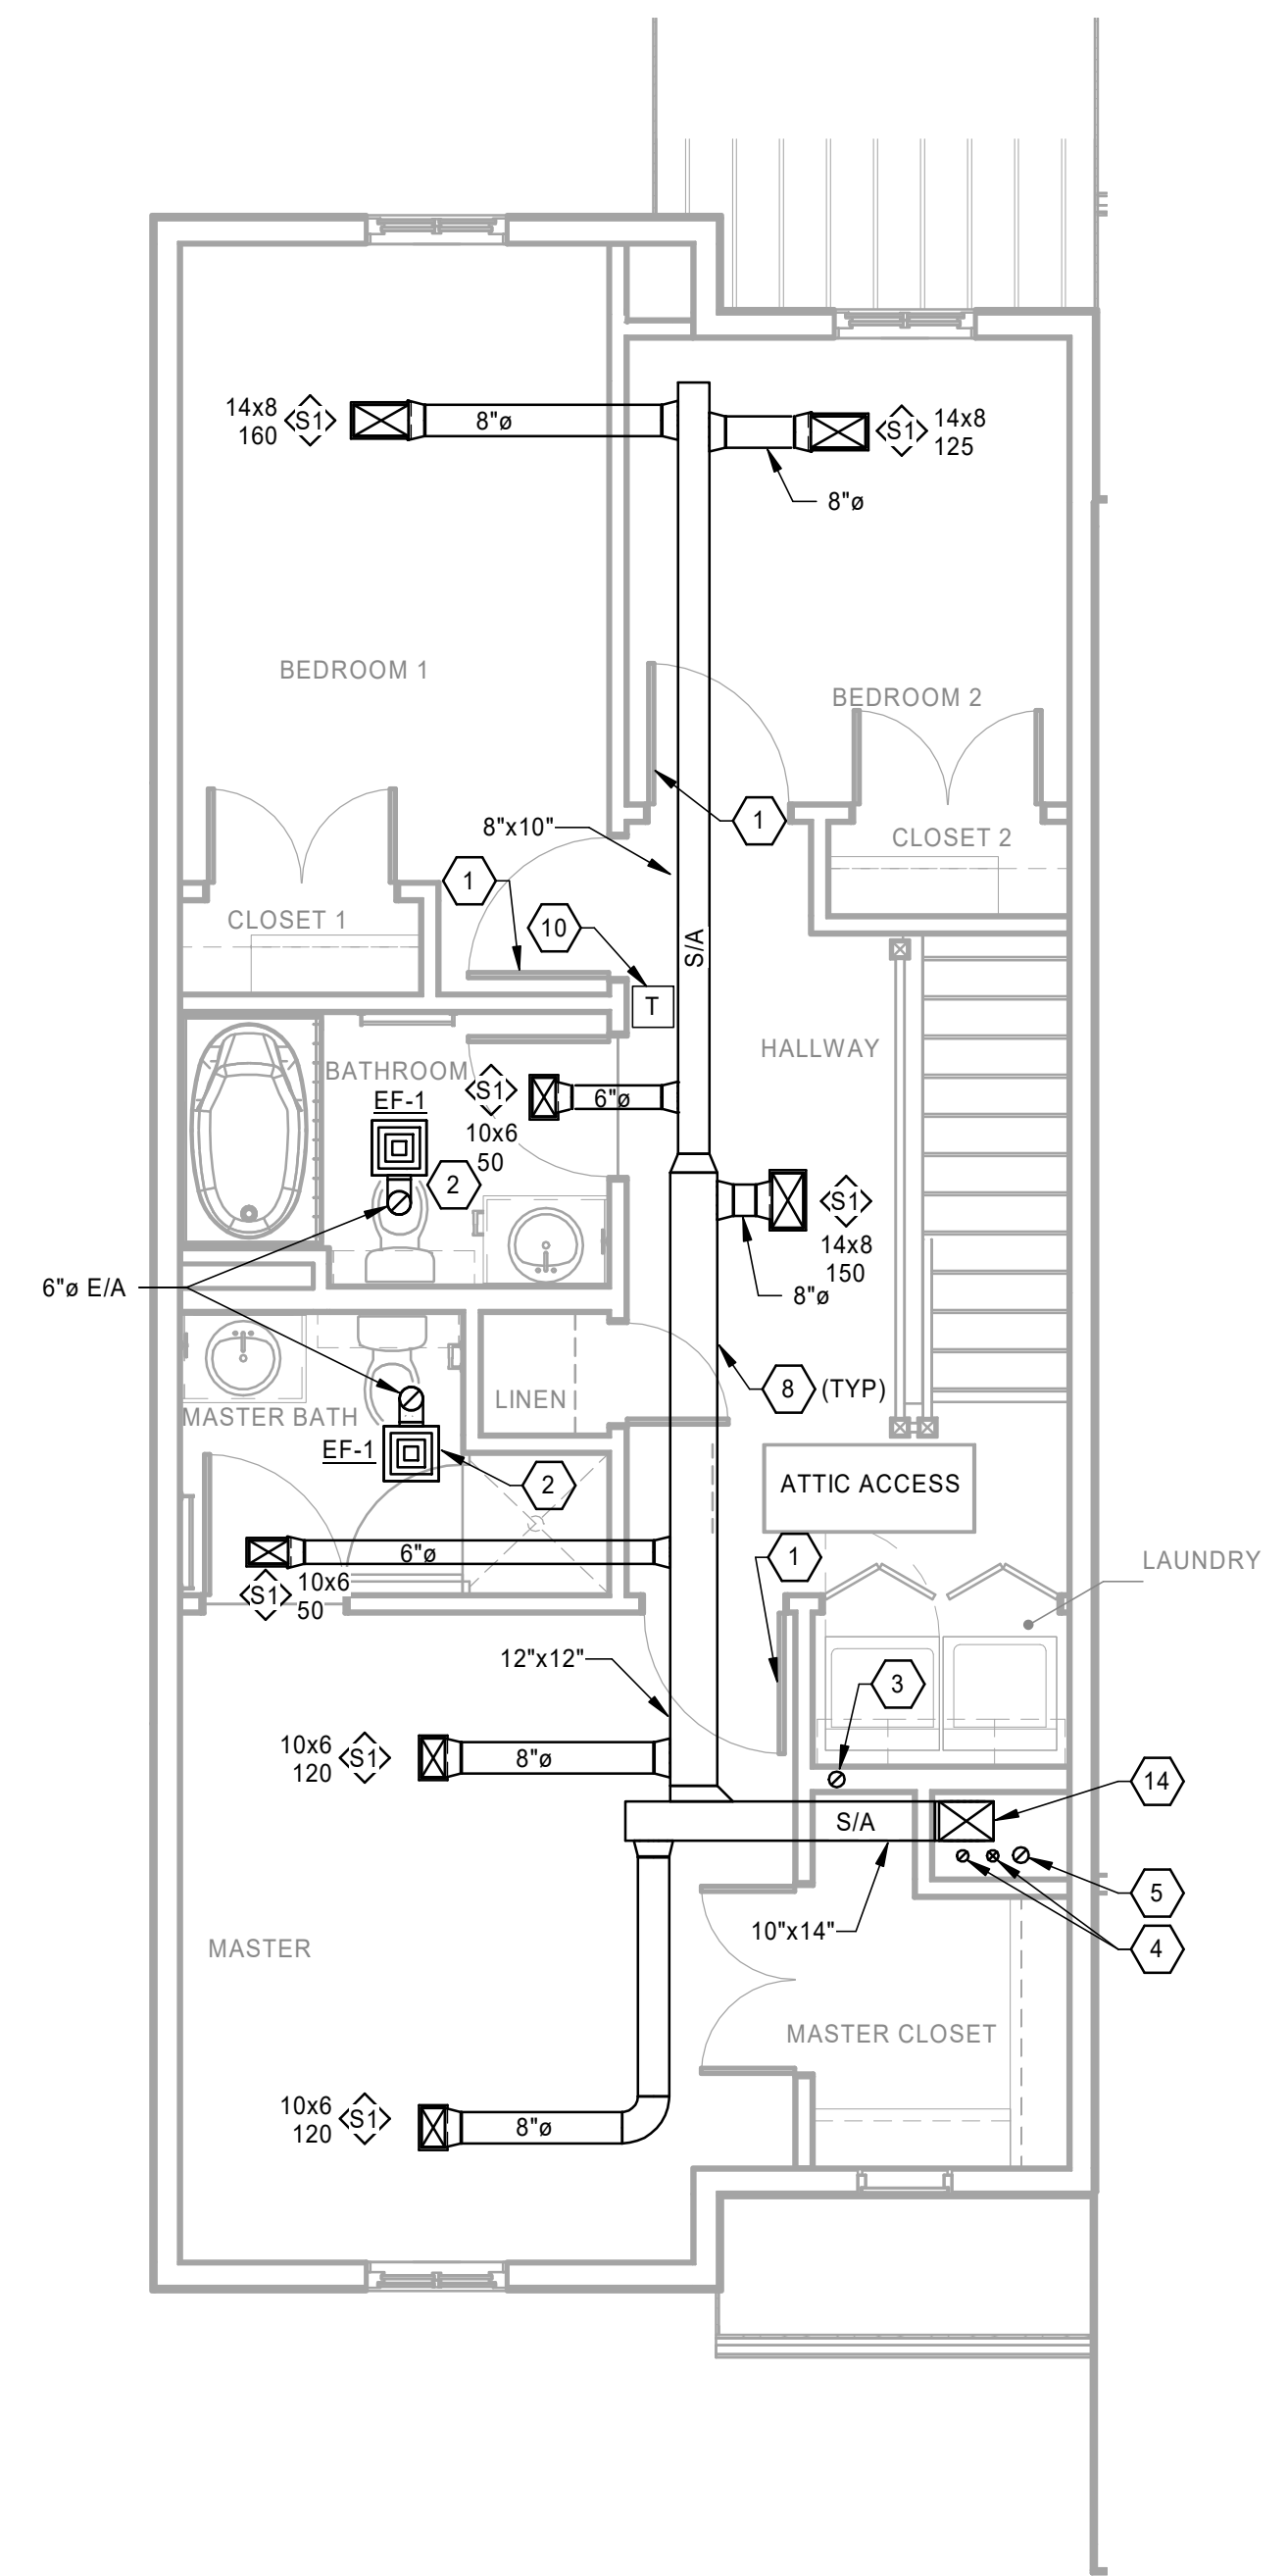 14x8
160
S1
8"ø
S1
14x8
125
8"ø
BEDROOM 1
BEDROOM 2
1
8"x10"
CLOSET 2
1
CLOSET 1
10
S/A
T
HALLWAY
BATHROOM
S1
EF-1
6"ø
10x6
50
2
S1
14x8
150
6"ø E/A
8"ø
8
(TYP)
LINEN
MASTER BATH
EF-1
2
ATTIC ACCESS
6"ø
1
LAUNDRY
S1
10x6
50
12"x12"
3
10x6
120
S1
8"ø
14
S/A
5
10"x14"
4
MASTER
MASTER CLOSET
10x6
120
S1
8"ø